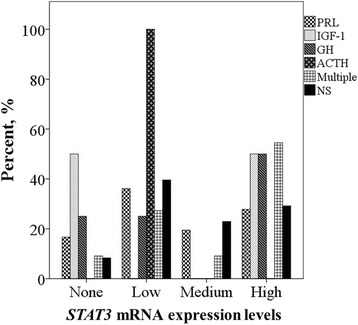 PRL
IGF-1
GH
ACTH
Multiple
NS
Percent, %
100
80
60
40
20
0
None Low Medium High
STAT3 mRNA expression levels